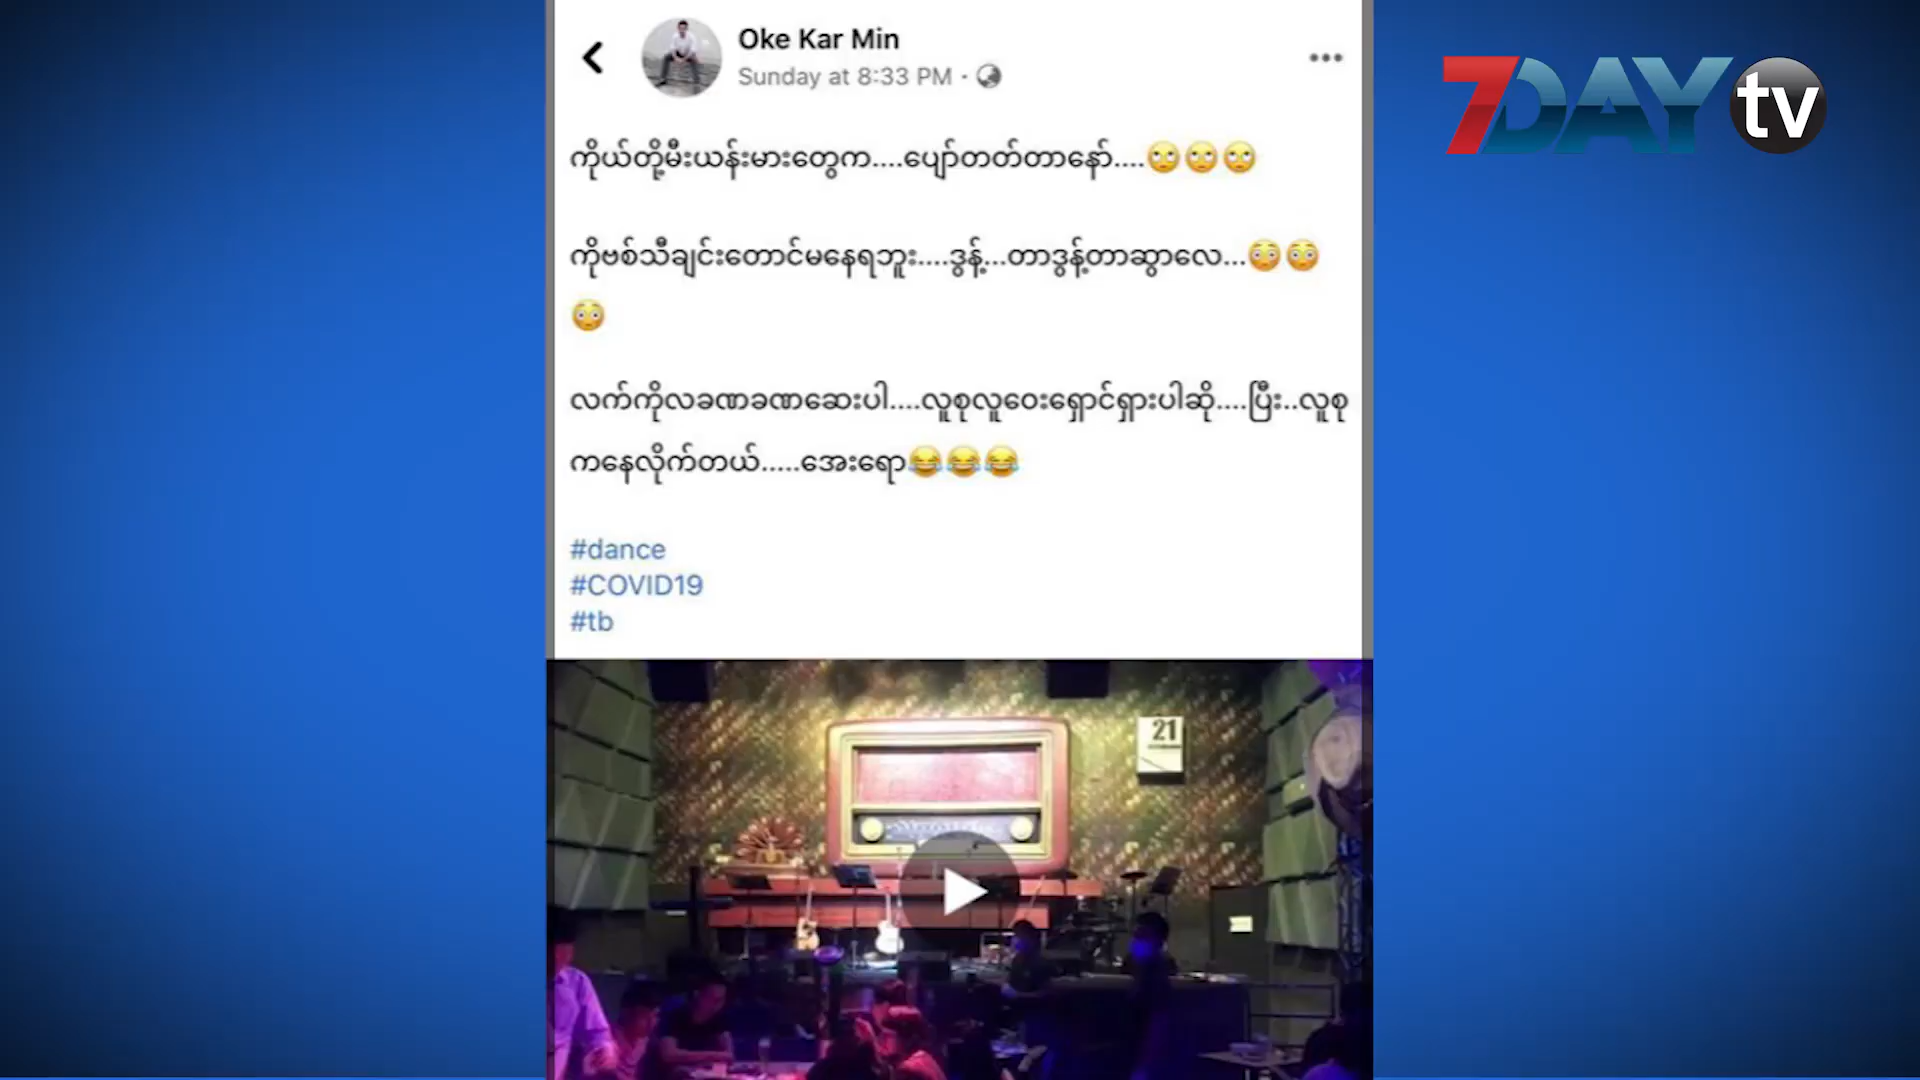 Oke Kar Min
Sunday at 8:33 PM ·
7DAY tv
ကိုယ်တို့မီးယန်းမားတွေက....ပျော်တတ်တာနော်....🙄🙄🙄
ကိုဗစ်သီချင်းတောင်မနေရဘူး....ဒွန့်...တာဒွန့်တာဆွာလေ...😳😳
😳
လက်ကိုလခဏခဏဆေးပါ....လူစုလူဝေးရှောင်ရှားပါဆို....ပြီး..လူစု
ကနေလိုက်တယ်.....အေးရော😂😂😂
#dance
#COVID19
#tb
21